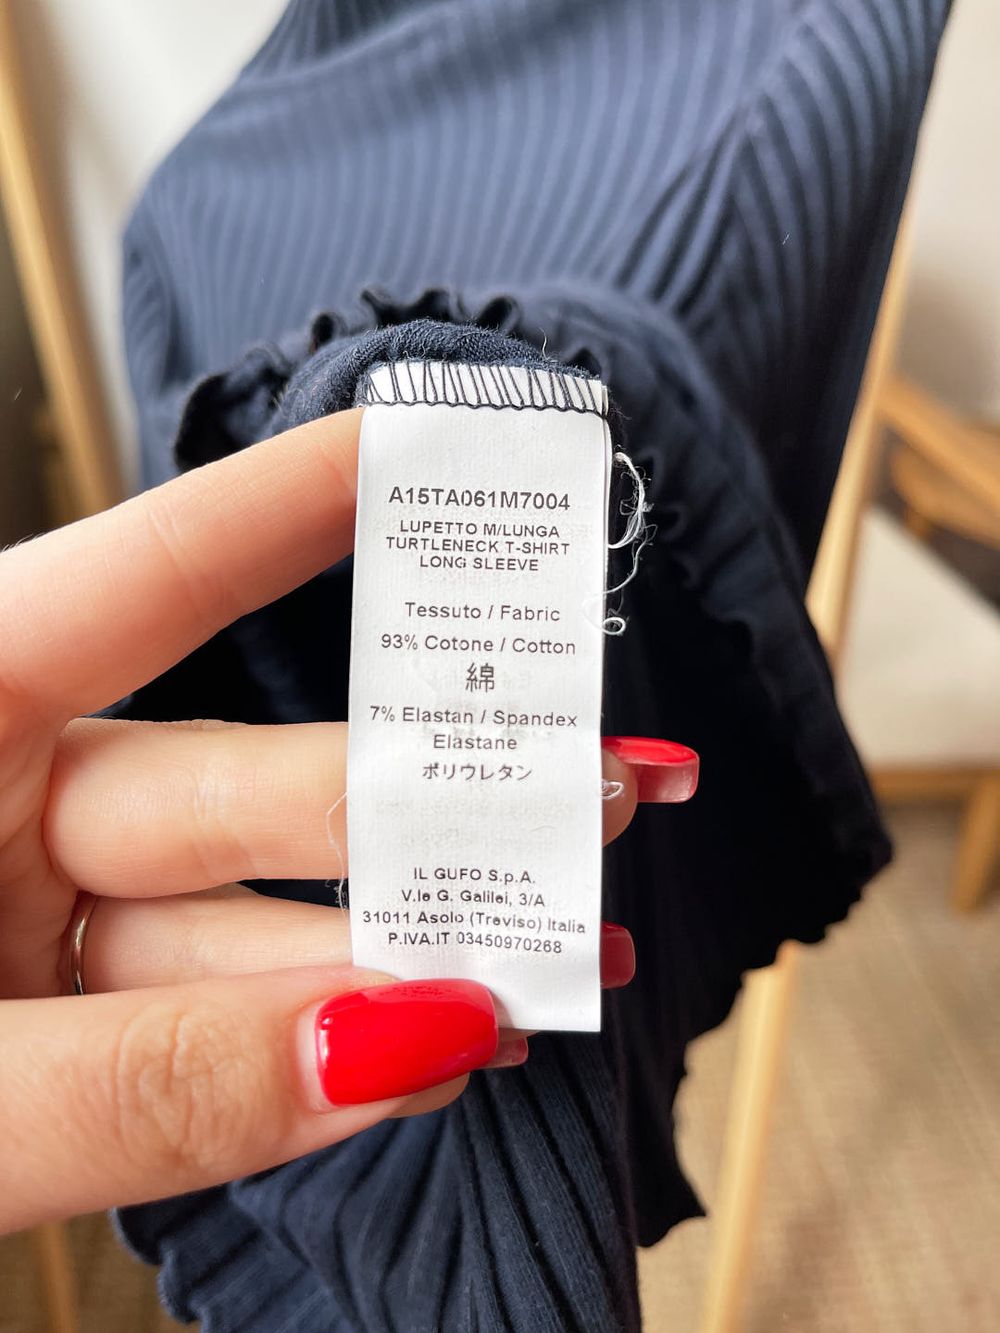 A15TA061M7004
LUPETTO M/LUNGA
TURTLENECK T-SHIRT
LONG SLEEVE
Tessuto / Fabric
93% Cotone / Cotton
綿
7% Elastan / Spandex
Elastane
ポリウレタン
IL GUFO S.p.A.
V.le G. Galilei, 3/A
31011 Asolo (Treviso) Italia
P.IVA.IT 03450970268